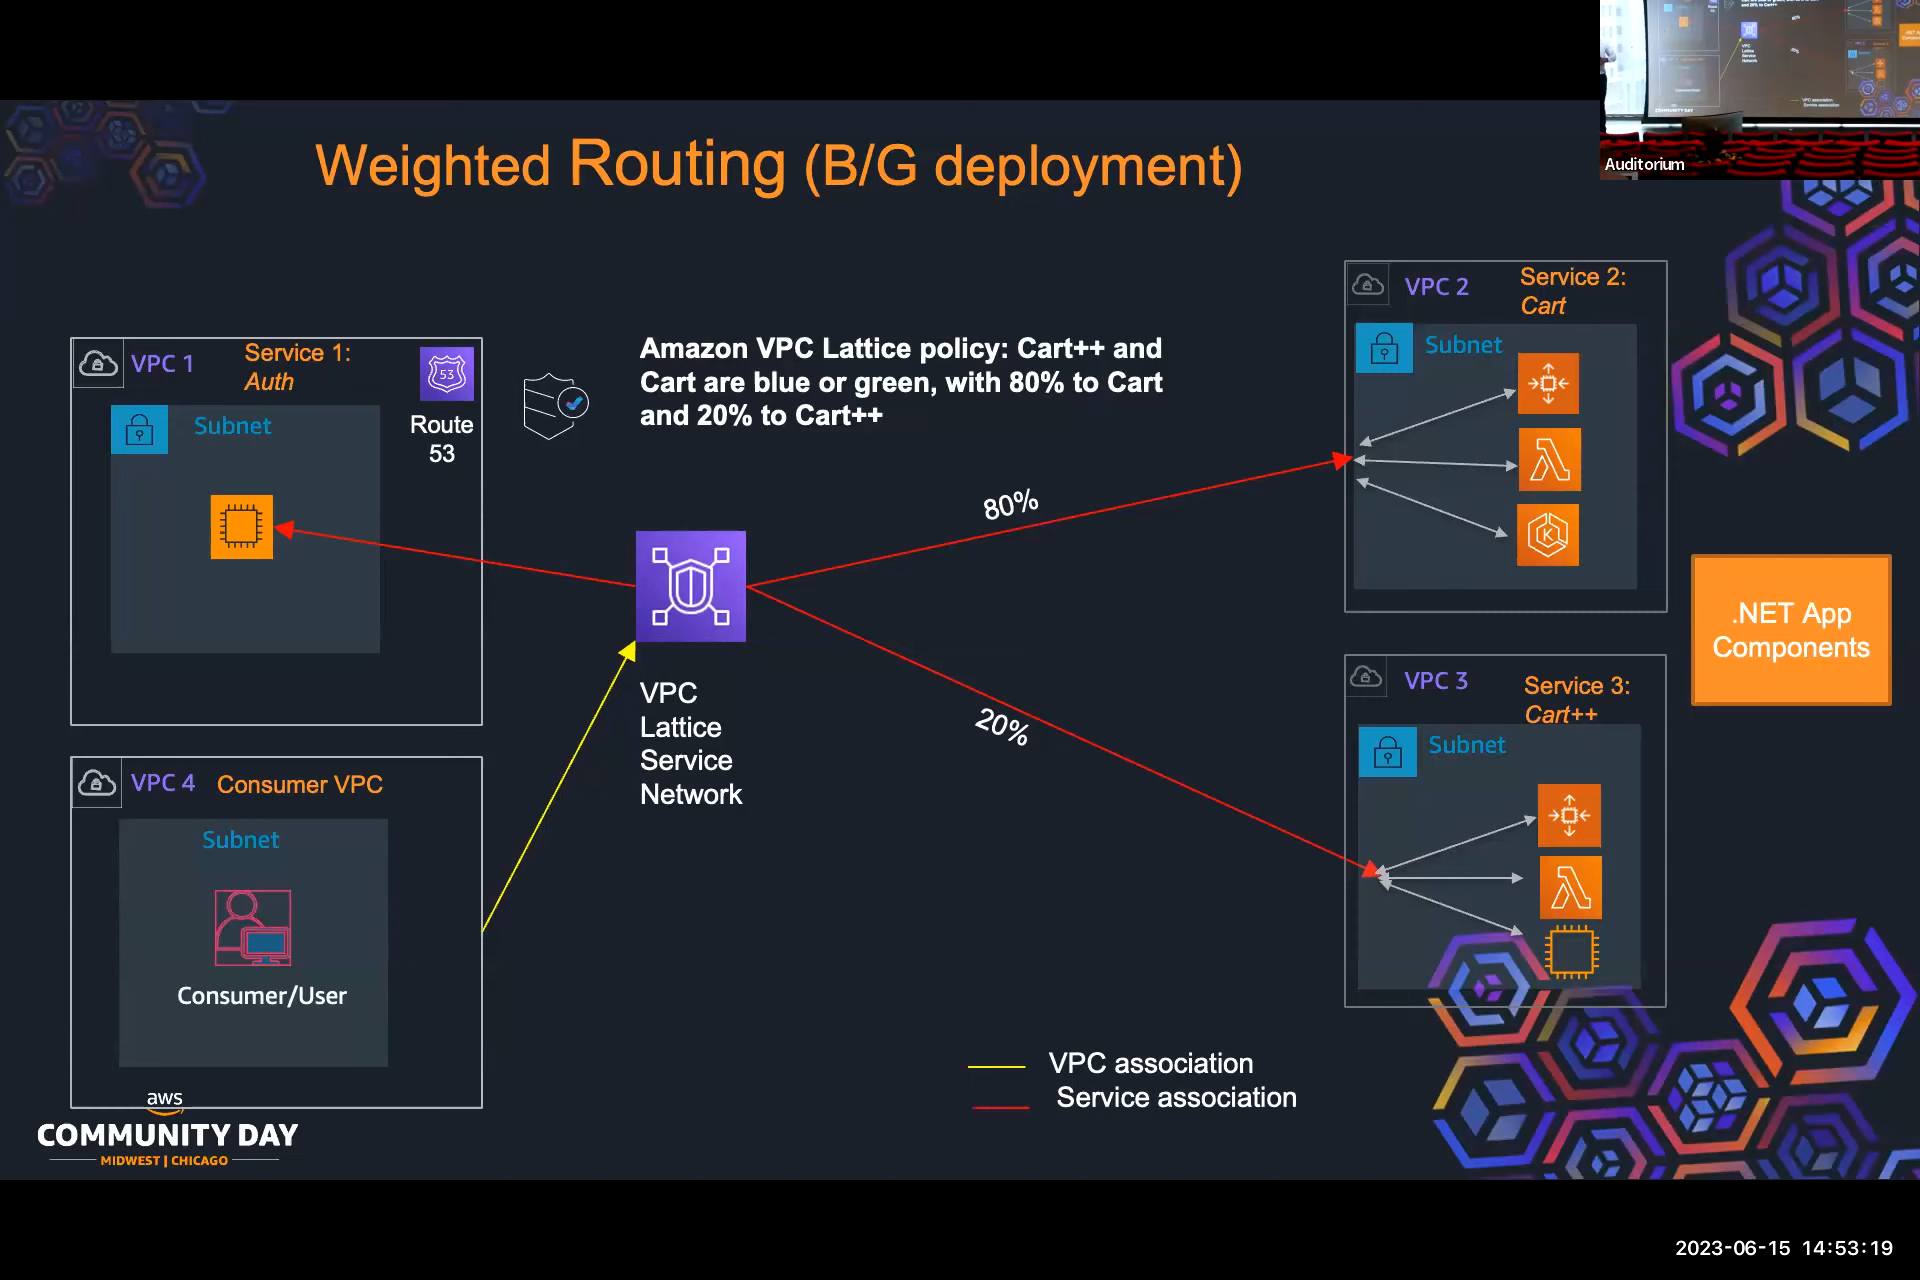 Weighted Routing (B/G deployment)
Auditorium
VPC 1
Service 1:
Auth
Subnet
53
Route
53
Amazon VPC Lattice policy: Cart++ and
Cart are blue or green, with 80% to Cart
and 20% to Cart++
VPC 2
Service 2:
Cart
Subnet
80%
20%
VPC
Lattice
Service
Network
K
.NET App
Components
VPC 3
Service 3:
Cart++
Subnet
VPC 4
Consumer VPC
Subnet
Consumer/User
VPC association
Service association
aws
COMMUNITY DAY
MIDWEST | CHICAGO
2023-06-15 14:53:19